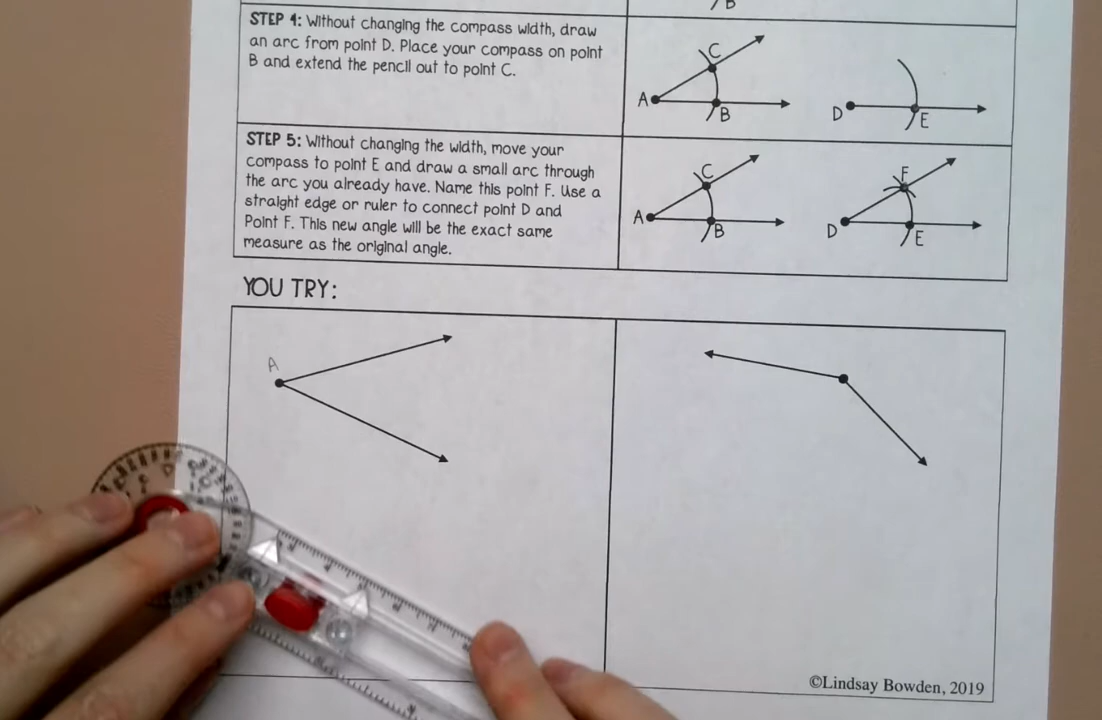 B
STEP 4: Without changing the compass width, draw
an arc from point D. Place your compass on point
B and extend the pencil out to point C.
C
A
B
D
E
STEP 5: Without changing the width, move your
compass to point E and draw a small arc through
the arc you already have. Name this point F. Use a
straight edge or ruler to connect point D and
Point F. This new angle will be the exact same
measure as the original angle.
C
A
B
F
D
E
YOU TRY:
A
©Lindsay Bowden, 2019